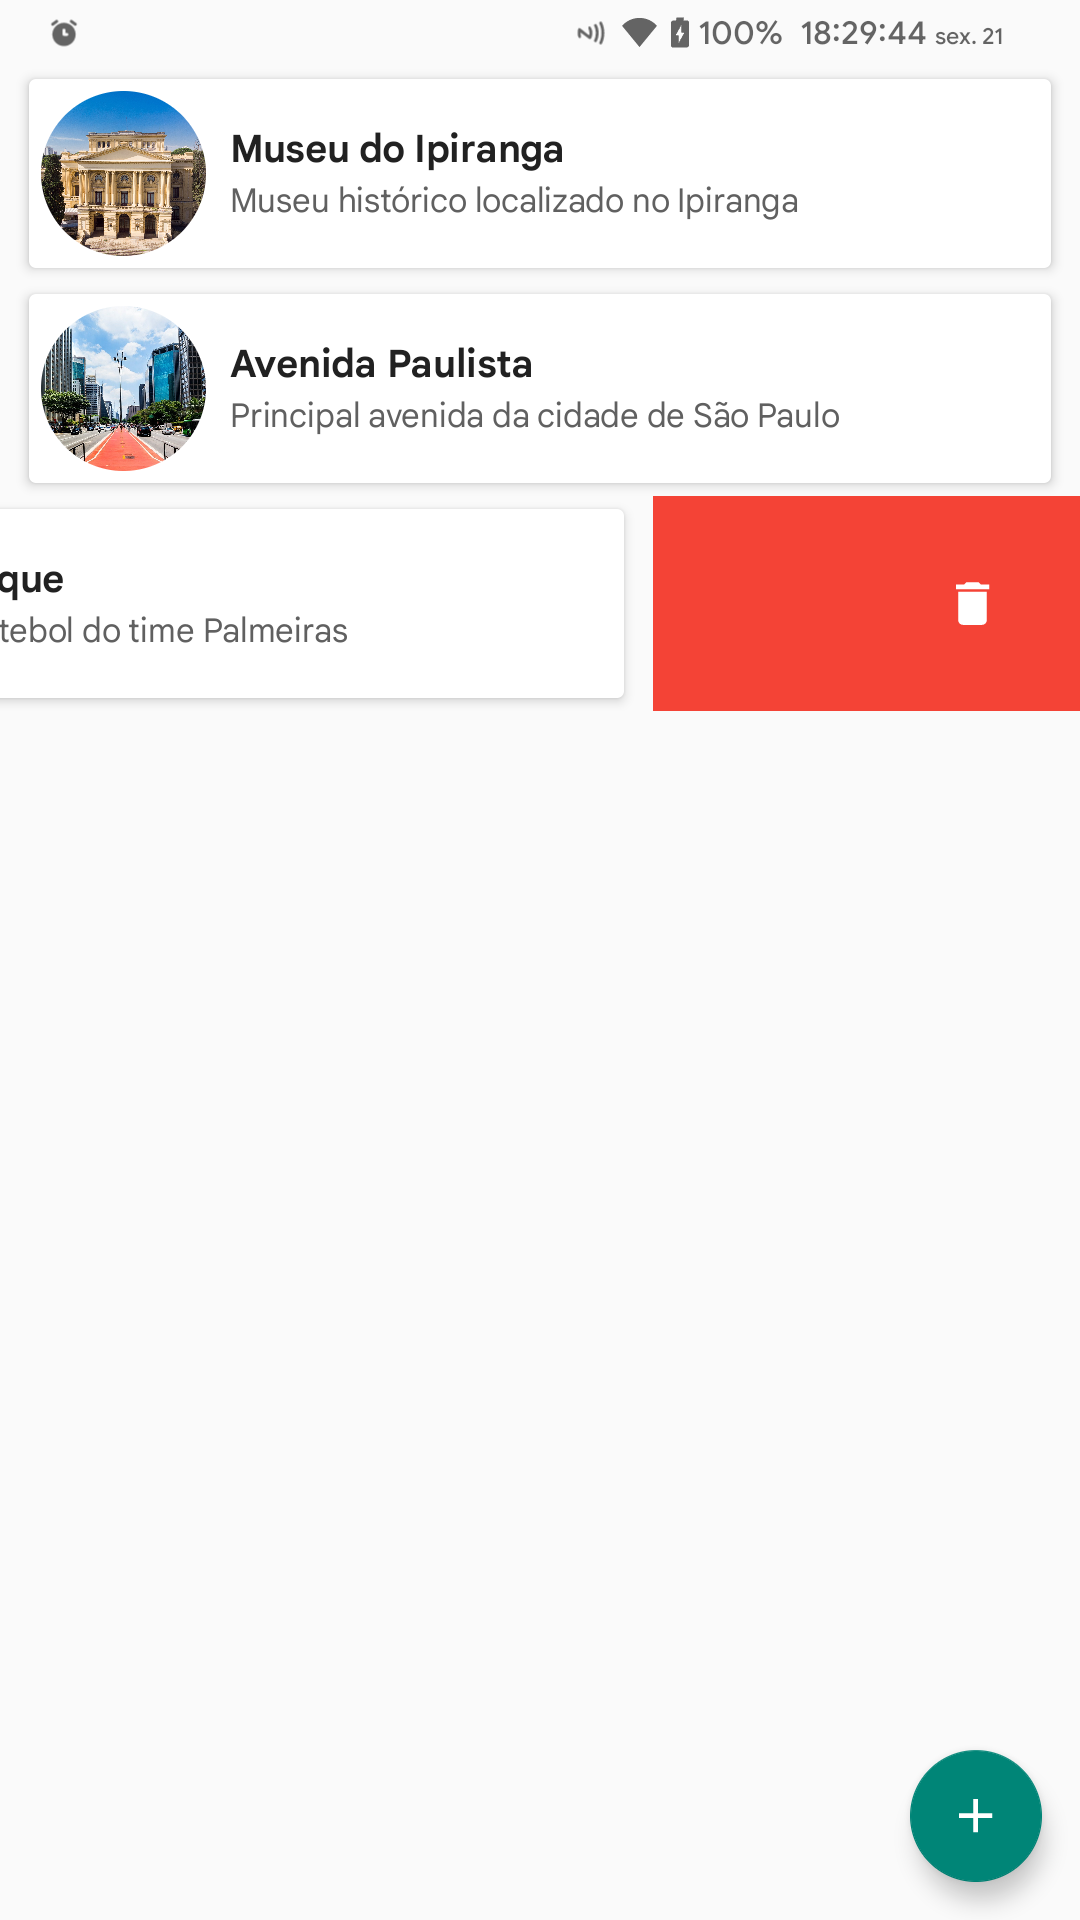 100% 18:29:44 sex. 21
Museu do Ipiranga
Museu histórico localizado no Ipiranga
Avenida Paulista
Principal avenida da cidade de São Paulo
que
tebol do time Palmeiras